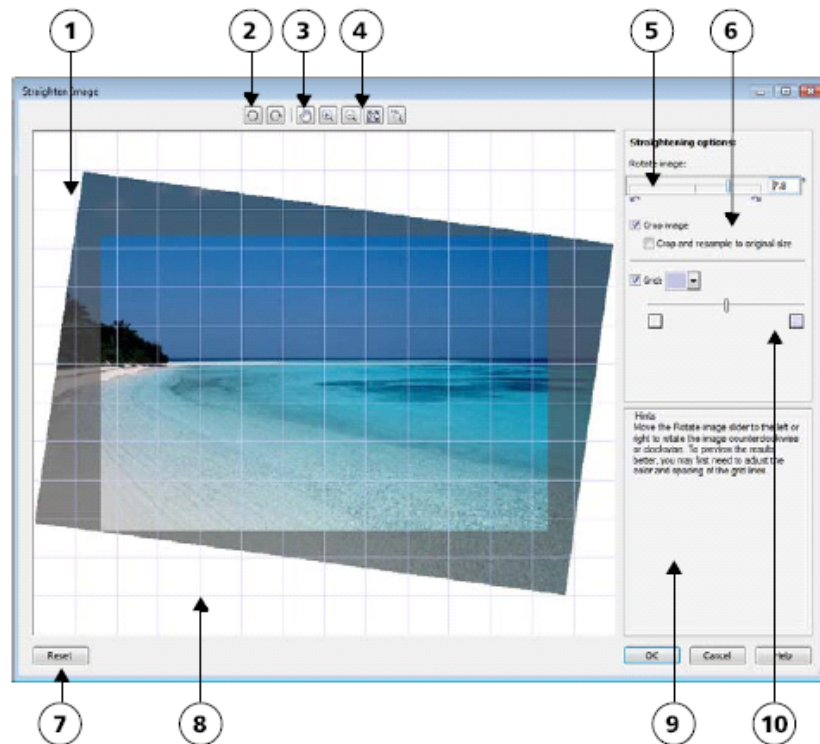 1 2 3 4 5 6
Straighten Image
Straightening options:
Rotate image:
7.8 °
Crop image
Crop and resample to original size
Grid:
Hints
Move the Rotate image slider to the left or
right to rotate the image counterclockwise
or clockwise. To preview the results
better, you may first need to adjust the
color and spacing of the grid lines.
Reset OK Cancel Help
7 8 9 10